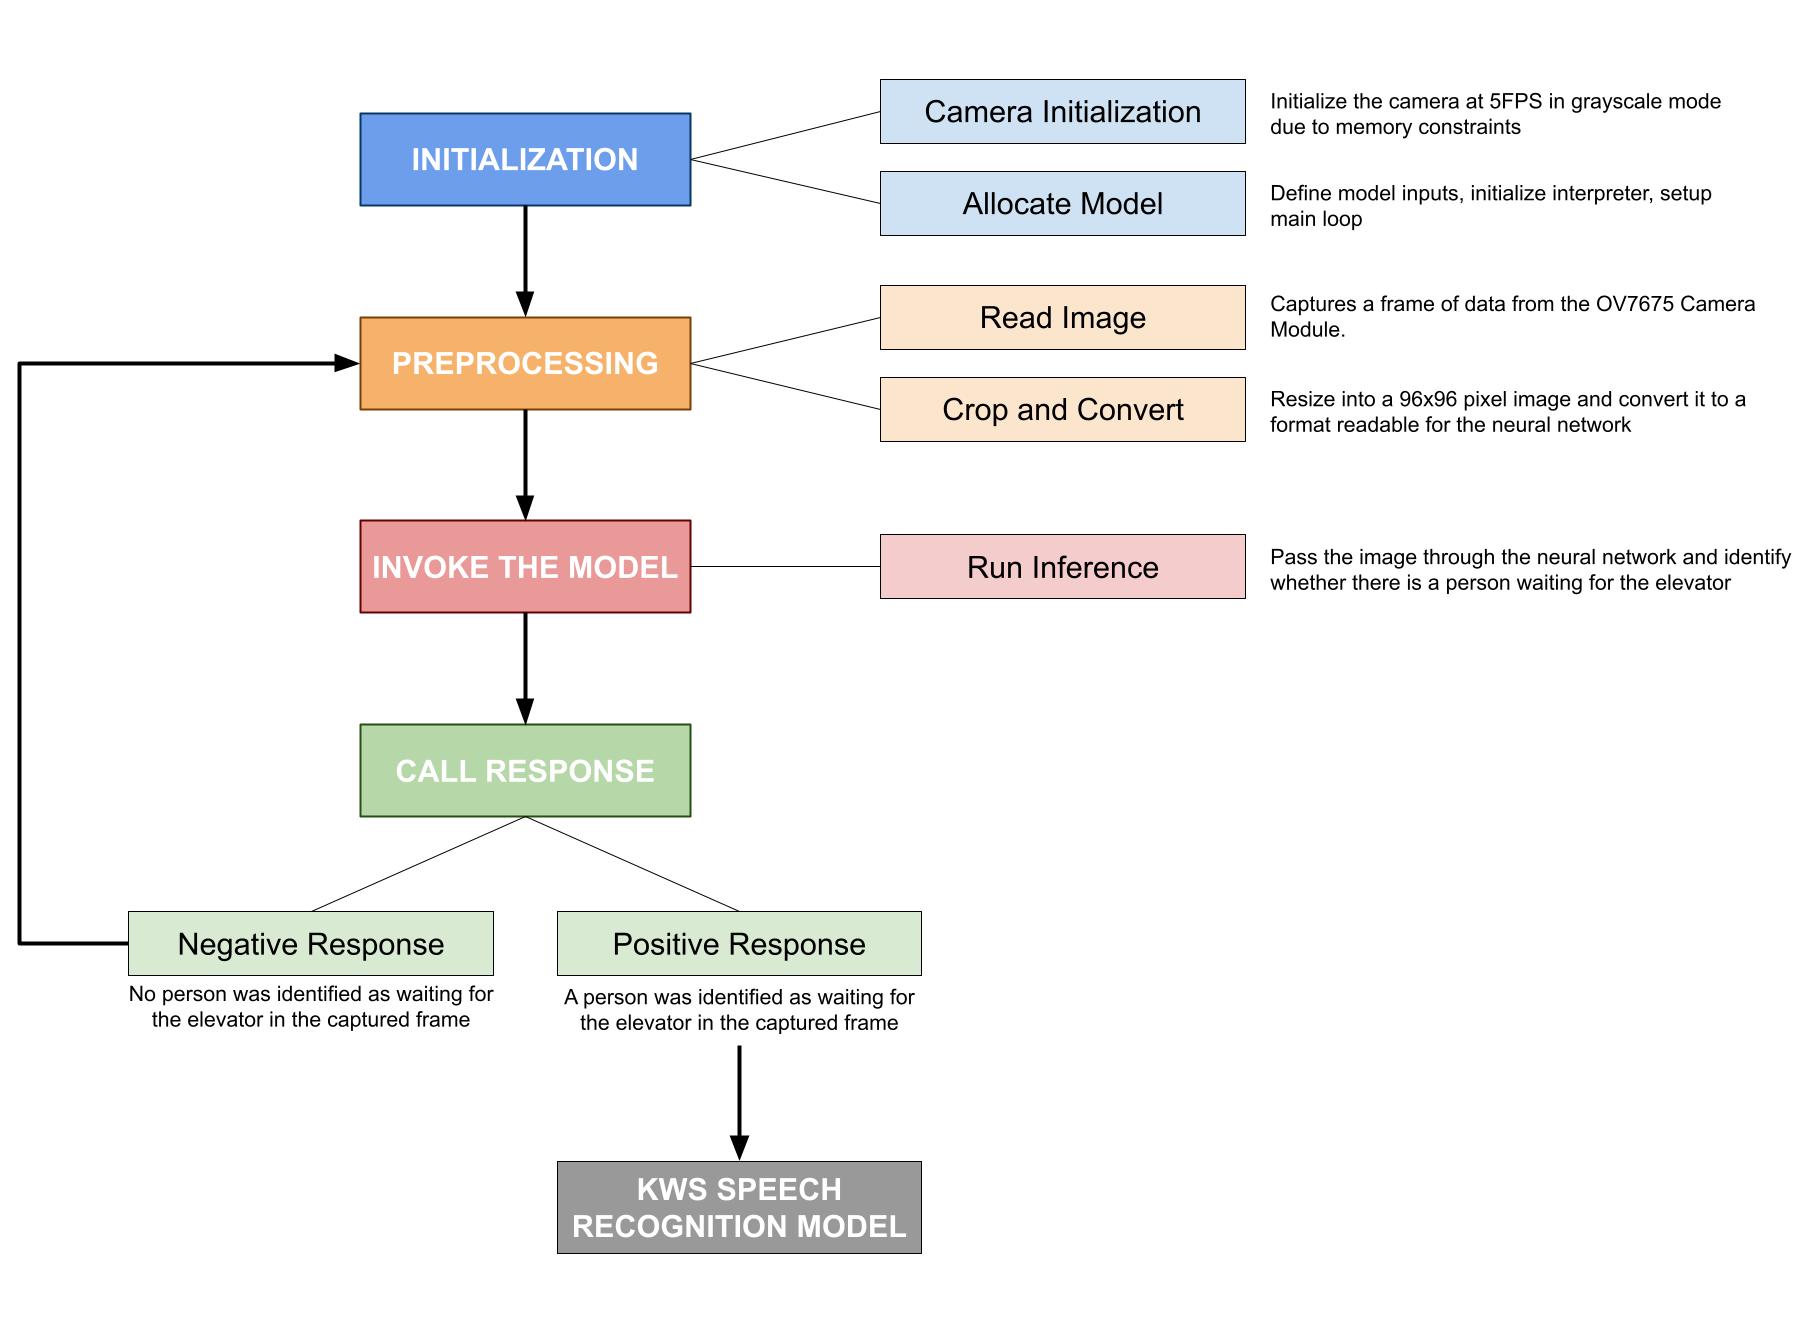 INITIALIZATION
Camera Initialization
Initialize the camera at 5FPS in grayscale mode
due to memory constraints
Allocate Model
Define model inputs, initialize interpreter, setup
main loop
PREPROCESSING
Read Image
Captures a frame of data from the OV7675 Camera
Module.
Crop and Convert
Resize into a 96x96 pixel image and convert it to a
format readable for the neural network
INVOKE THE MODEL
Run Inference
Pass the image through the neural network and identify
whether there is a person waiting for the elevator
CALL RESPONSE
Negative Response
No person was identified as waiting for
the elevator in the captured frame
Positive Response
A person was identified as waiting for
the elevator in the captured frame
KWS SPEECH
RECOGNITION MODEL